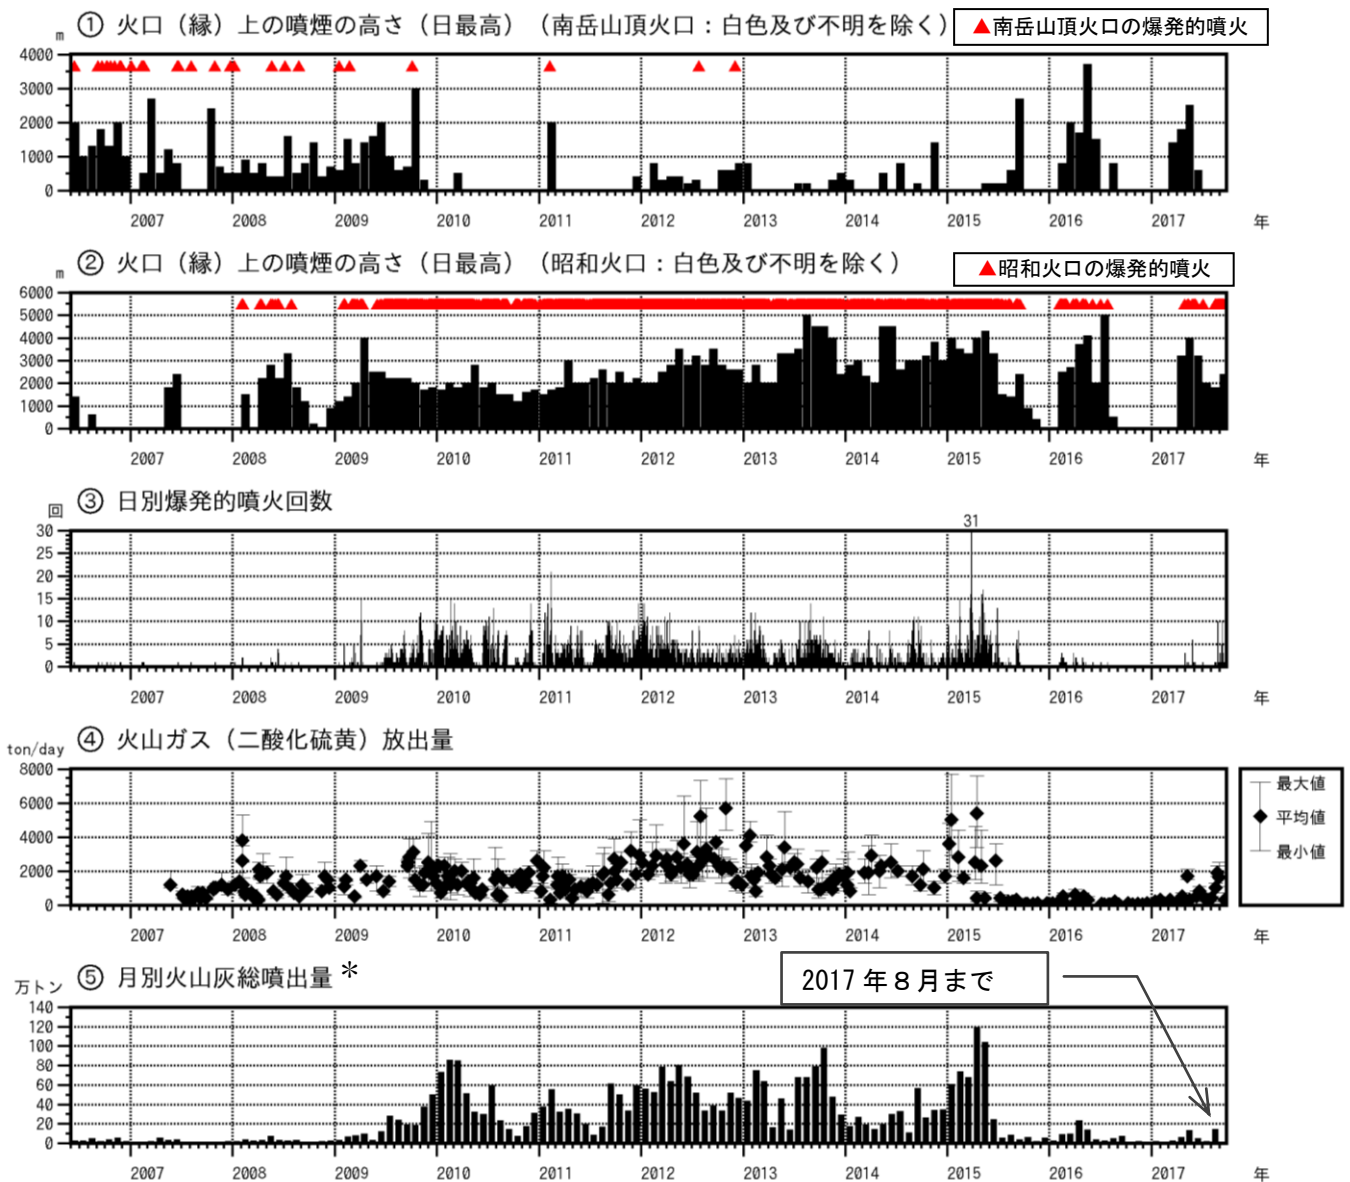 ① 火口（縁）上の噴煙の高さ（日最高）（南岳山頂火口：白色及び不明を除く）
▲南岳山頂火口の爆発的噴火
m
4000
3000
2000
1000
0
2007 2008 2009 2010 2011 2012 2013 2014 2015 2016 2017 年
② 火口（縁）上の噴煙の高さ（日最高）（昭和火口：白色及び不明を除く）
▲昭和火口の爆発的噴火
m
6000
5000
4000
3000
2000
1000
0
2007 2008 2009 2010 2011 2012 2013 2014 2015 2016 2017 年
③ 日別爆発的噴火回数
回
31
30
25
20
15
10
5
0
2007 2008 2009 2010 2011 2012 2013 2014 2015 2016 2017 年
④ 火山ガス（二酸化硫黄）放出量
ton/day
8000
6000
4000
2000
0
最大値
平均値
最小値
2007 2008 2009 2010 2011 2012 2013 2014 2015 2016 2017 年
⑤ 月別火山灰総噴出量＊
2017年８月まで
万トン
140
120
100
80
60
40
20
0
2007 2008 2009 2010 2011 2012 2013 2014 2015 2016 2017 年